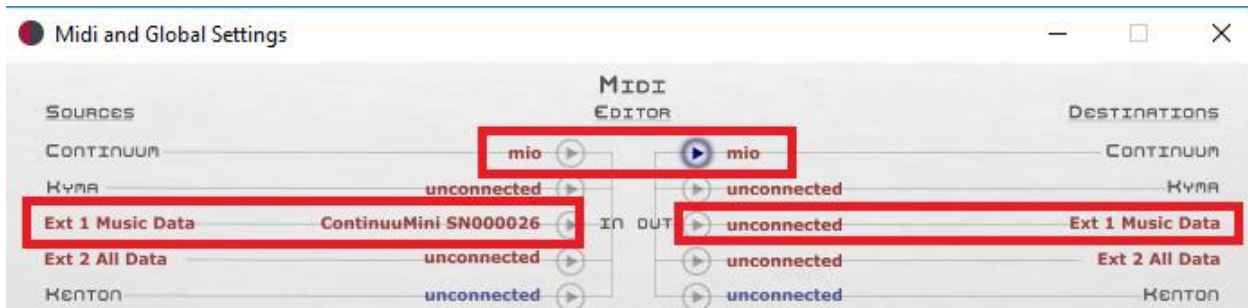 Midi and Global Settings
MIDI
SOURCES EDITOR DESTINATIONS
CONTINUUM mio mio CONTINUUM
KYMA unconnected unconnected KYMA
Ext 1 Music Data ContinuuMini SN000026 IN OUT unconnected Ext 1 Music Data
Ext 2 All Data unconnected unconnected Ext 2 All Data
KENTON unconnected unconnected KENTON